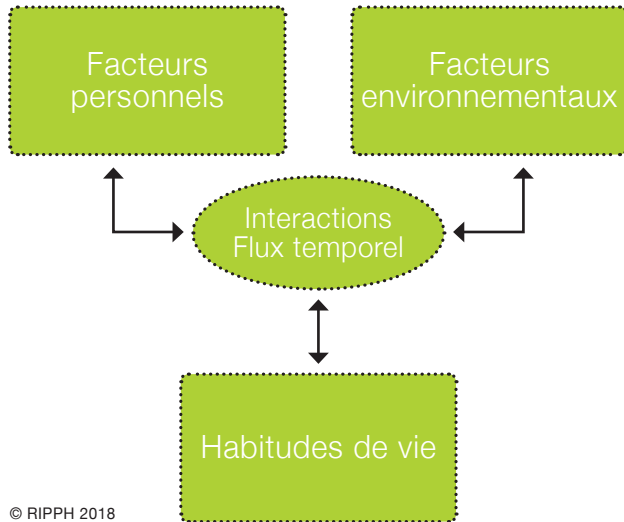 Facteurs
personnels
Facteurs
environnementaux
Interactions
Flux temporel
Habitudes de vie
© RIPPH 2018